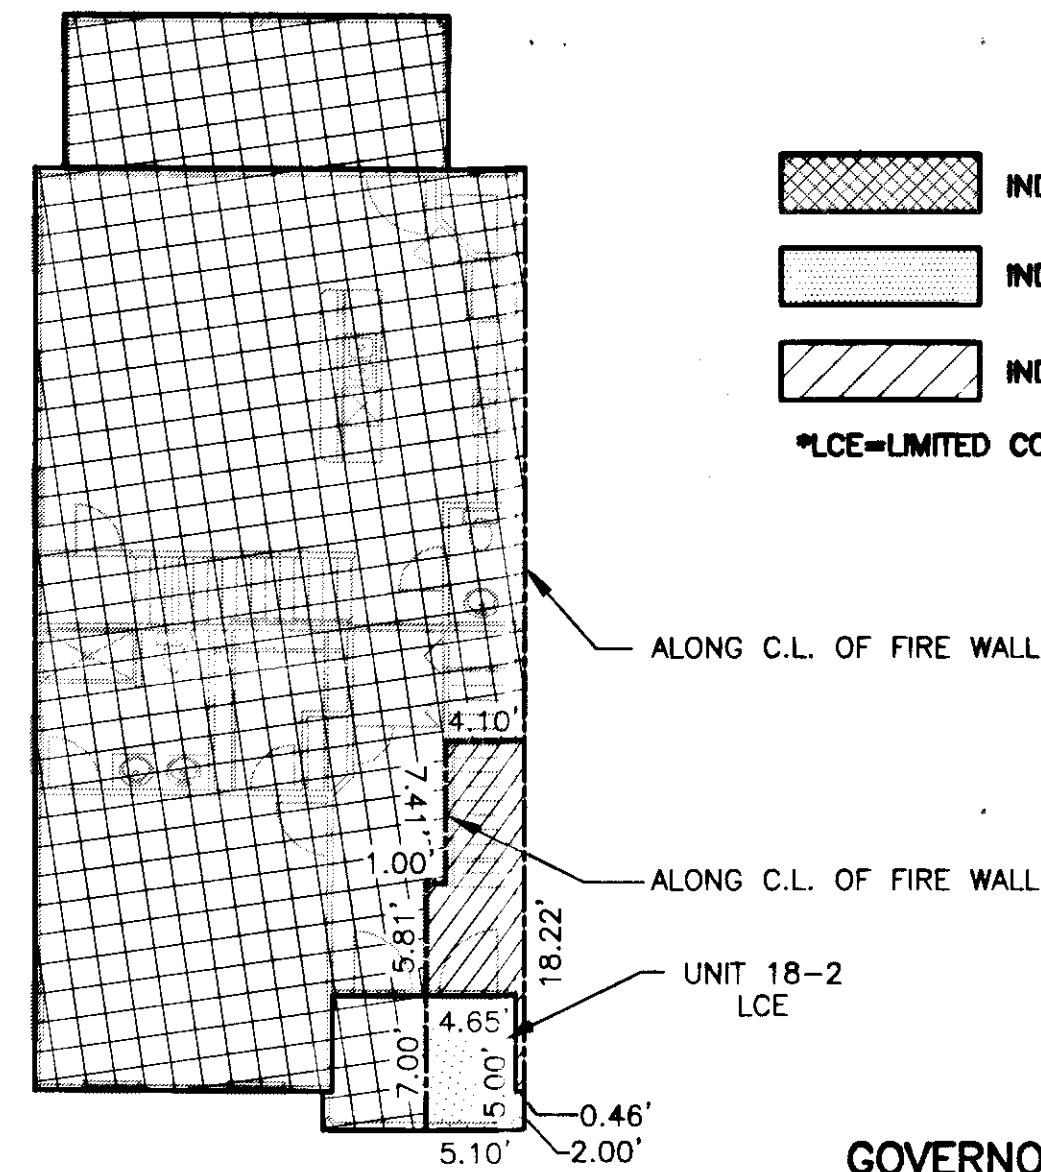 IND
IND
IND
*LCE=LIMITED CO
ALONG C.L. OF FIRE WALL
4.10'
7.41'
1.00'
ALONG C.L. OF FIRE WALL
5.81'
18.22'
UNIT 18-2
LCE
4.65'
7.00'
5.00'
0.46'
2.00'
5.10'
GOVERNO